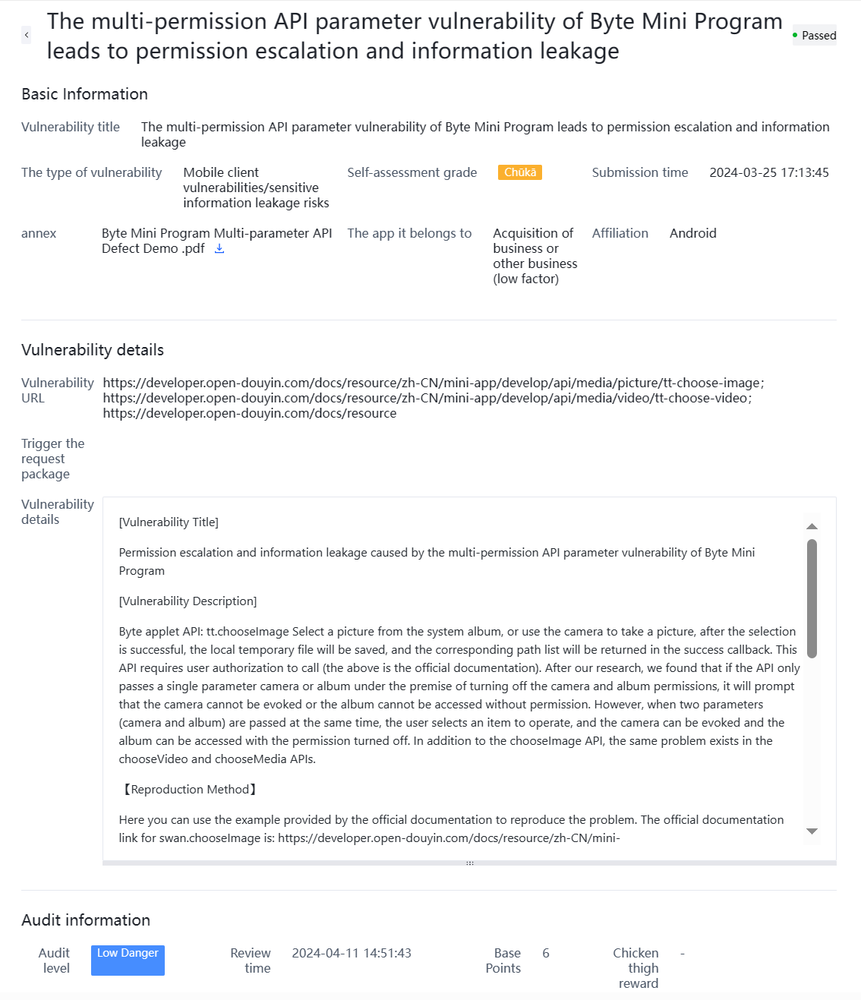 The multi-permission API parameter vulnerability of Byte Mini Program
leads to permission escalation and information leakage
Passed
Basic Information
Vulnerability title
The multi-permission API parameter vulnerability of Byte Mini Program leads to permission escalation and information
leakage
The type of vulnerability
Mobile client
vulnerabilities/sensitive
information leakage risks
Self-assessment grade
Chūkā
Submission time
2024-03-25 17:13:45
annex
Byte Mini Program Multi-parameter API
Defect Demo .pdf
The app it belongs to
Acquisition of
business or
other business
(low factor)
Affiliation
Android
Vulnerability details
Vulnerability
URL
https://developer.open-douyin.com/docs/resource/zh-CN/mini-app/develop/api/media/picture/tt-choose-image;
https://developer.open-douyin.com/docs/resource/zh-CN/mini-app/develop/api/media/video/tt-choose-video;
https://developer.open-douyin.com/docs/resource
Trigger the
request
package
Vulnerability
details
[Vulnerability Title]
Permission escalation and information leakage caused by the multi-permission API parameter vulnerability of Byte Mini
Program
[Vulnerability Description]
Byte applet API: tt.chooseImage Select a picture from the system album, or use the camera to take a picture, after the selection
is successful, the local temporary file will be saved, and the corresponding path list will be returned in the success callback. This
API requires user authorization to call (the above is the official documentation). After our research, we found that if the API only
passes a single parameter camera or album under the premise of turning off the camera and album permissions, it will prompt
that the camera cannot be evoked or the album cannot be accessed without permission. However, when two parameters
(camera and album) are passed at the same time, the user selects an item to operate, and the camera can be evoked and the
album can be accessed with the permission turned off. In addition to the chooseImage API, the same problem exists in the
chooseVideo and chooseMedia APIs.
【Reproduction Method】
Here you can use the example provided by the official documentation to reproduce the problem. The official documentation
link for swan.chooseImage is: https://developer.open-douyin.com/docs/resource/zh-CN/mini-
Audit information
Audit
level
Low Danger
Review
time
2024-04-11 14:51:43
Base
Points
6
Chicken
thigh
reward
-